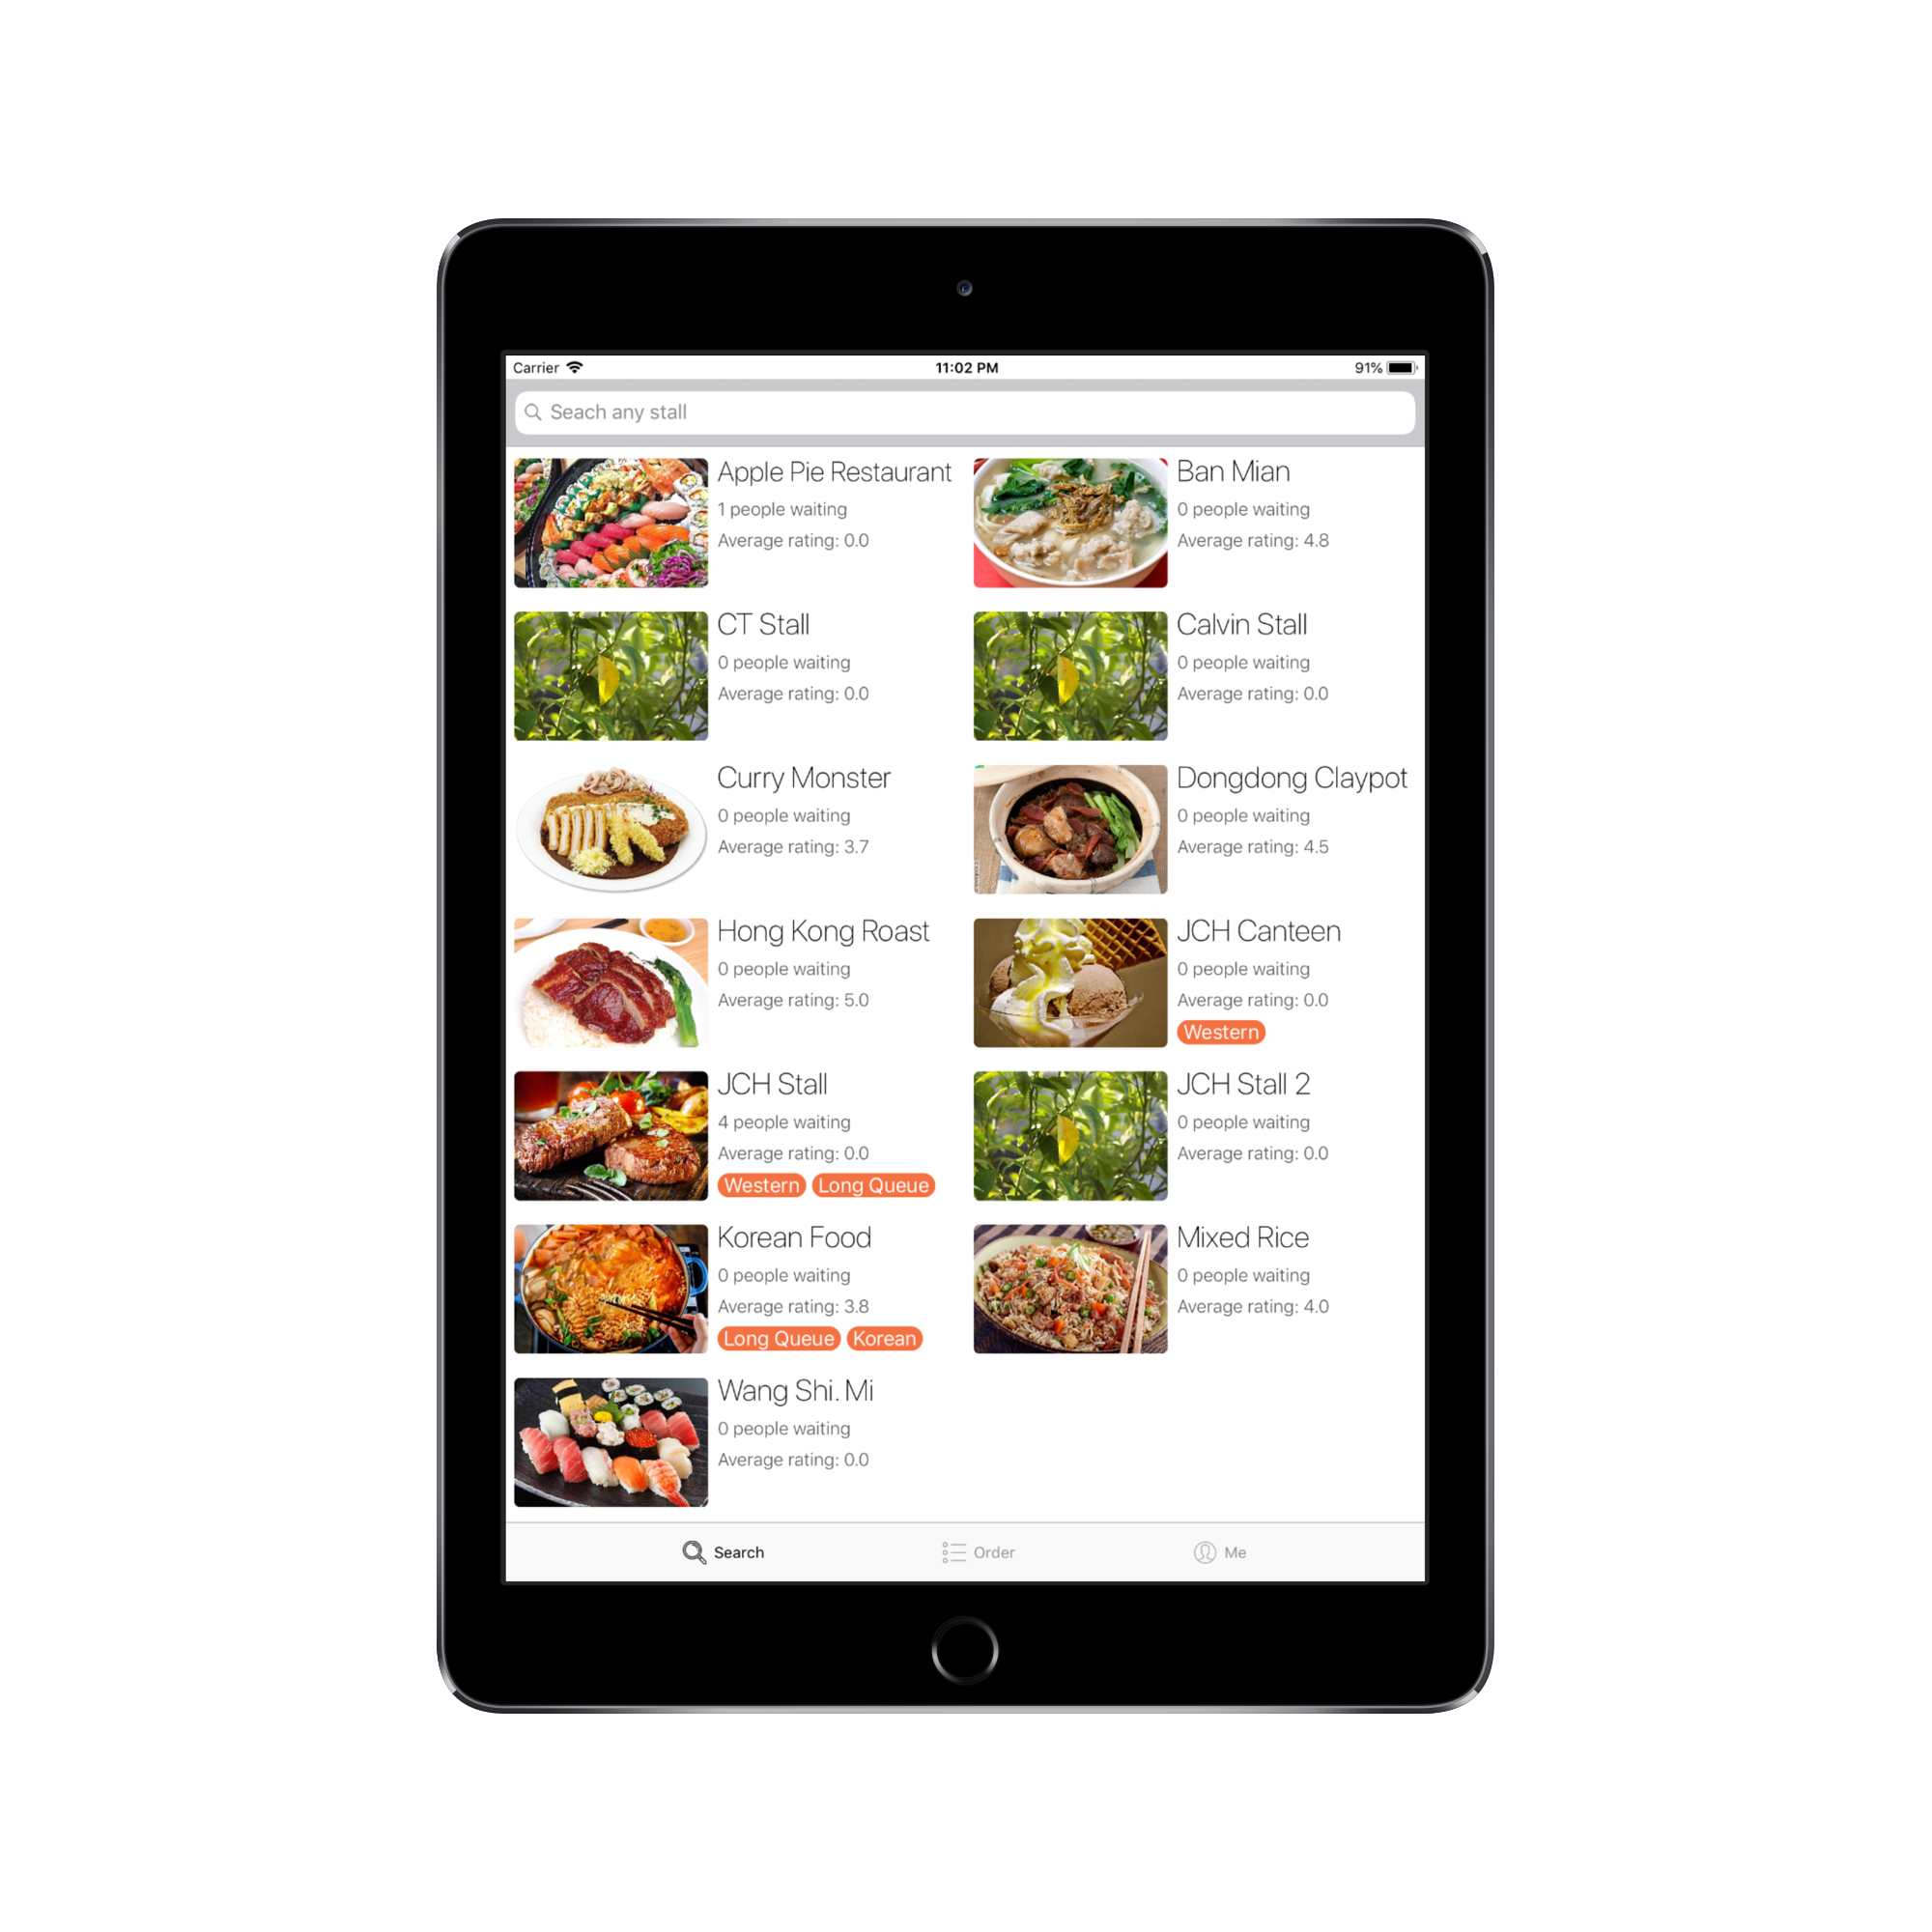 Carrier 11:02 PM 91%
Seach any stall
Apple Pie Restaurant
1 people waiting
Average rating: 0.0
Ban Mian
0 people waiting
Average rating: 4.8
CT Stall
0 people waiting
Average rating: 0.0
Calvin Stall
0 people waiting
Average rating: 0.0
Curry Monster
0 people waiting
Average rating: 3.7
Dongdong Claypot
0 people waiting
Average rating: 4.5
Hong Kong Roast
0 people waiting
Average rating: 5.0
JCH Canteen
0 people waiting
Average rating: 0.0
Western
JCH Stall
4 people waiting
Average rating: 0.0
Western Long Queue
JCH Stall 2
0 people waiting
Average rating: 0.0
Korean Food
0 people waiting
Average rating: 3.8
Long Queue Korean
Mixed Rice
0 people waiting
Average rating: 4.0
Wang Shi. Mi
0 people waiting
Average rating: 0.0
Search Order Me